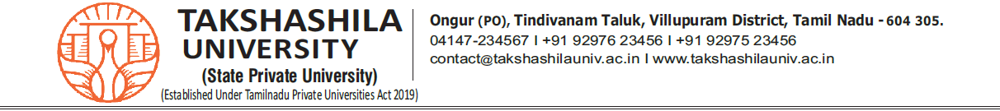 TAKSHASHILA
UNIVERSITY
(State Private University)
(Established Under Tamilnadu Private Universities Act 2019)
Ongur (PO), Tindivanam Taluk, Villupuram District, Tamil Nadu - 604 305.
04147-234567 I +91 92976 23456 I +91 92975 23456
contact@takshashilauniv.ac.in I www.takshashilauniv.ac.in